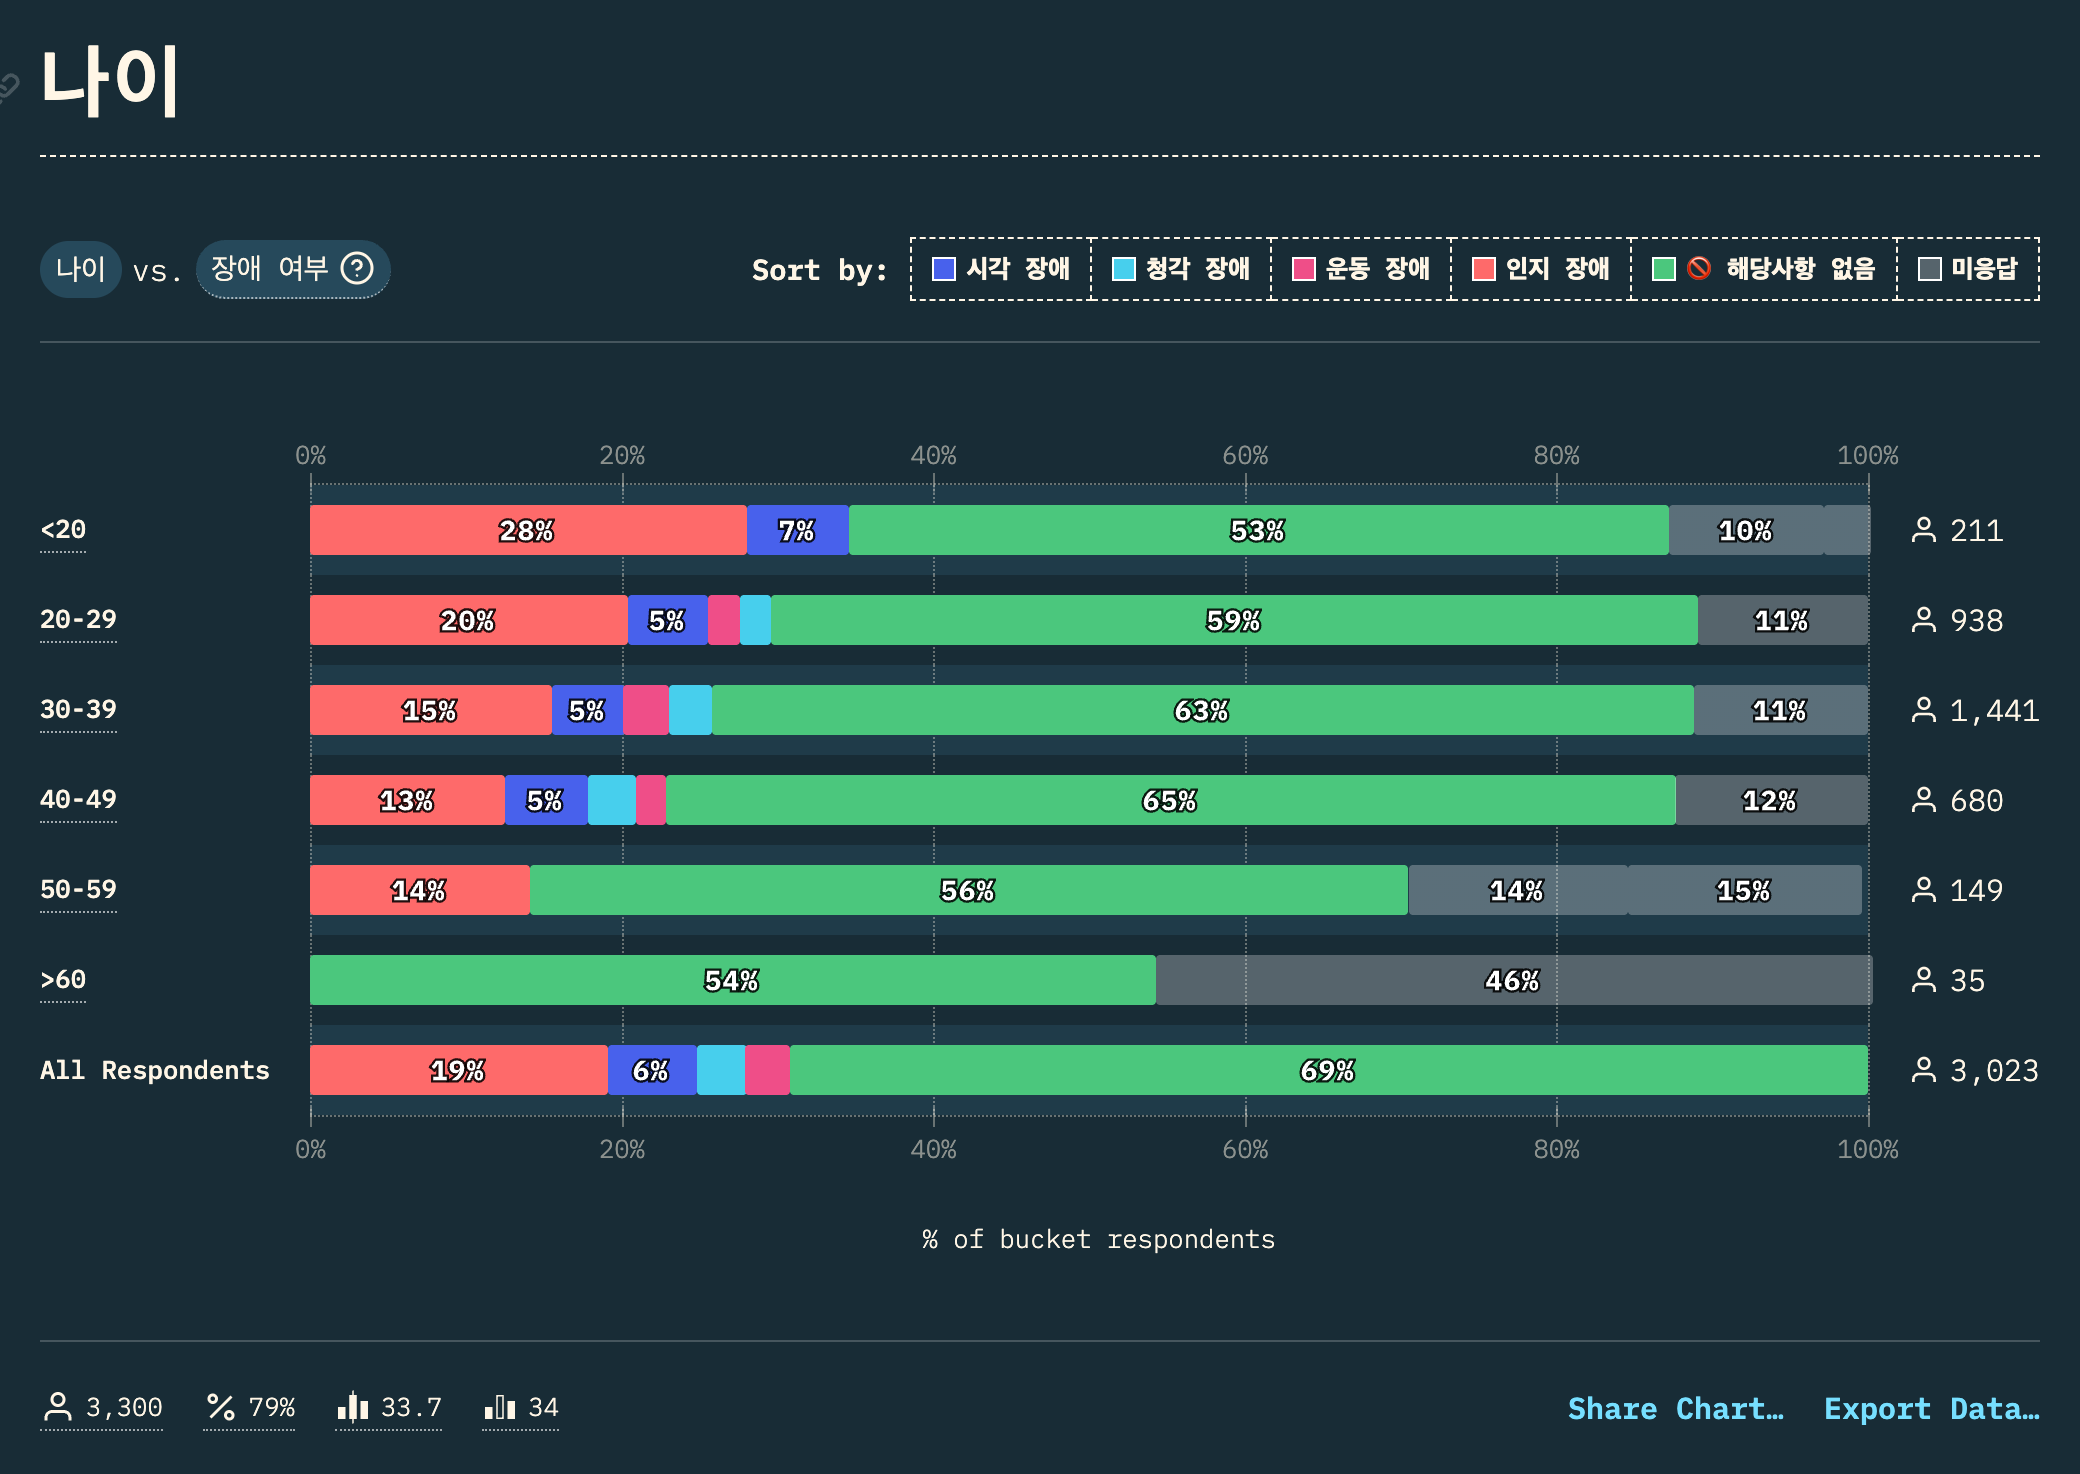 나이
나이 vs. 장애 여부
Sort by: 시각 장애 청각 장애 운동 장애 인지 장애 🚫 해당사항 없음 미응답
0% 20% 40% 60% 80% 100%
<20 28% 7% 53% 10% 211
20-29 20% 5% 59% 11% 938
30-39 15% 5% 63% 11% 1,441
40-49 13% 5% 65% 12% 680
50-59 14% 56% 14% 15% 149
>60 54% 46% 35
All Respondents 19% 6% 69% 3,023
0% 20% 40% 60% 80% 100%
% of bucket respondents
3,300 79% 33.7 34 Share Chart… Export Data…